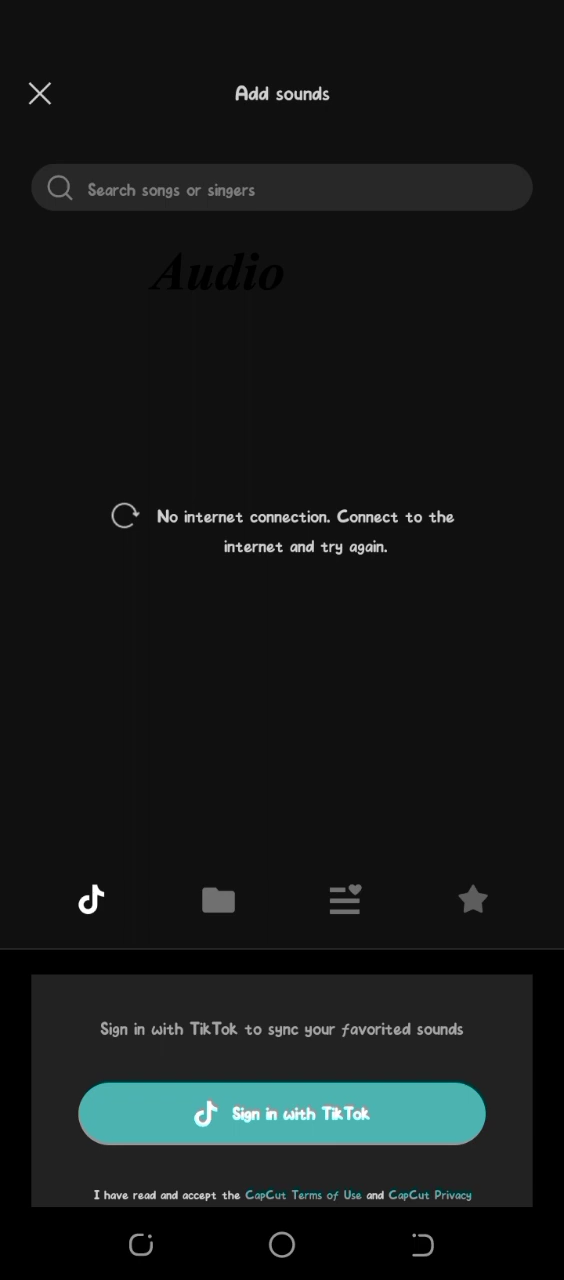 Add sounds
Search songs or singers
Audio
No internet connection. Connect to the
internet and try again.
Sign in with TikTok to sync your favorited sounds
Sign in with TikTok
I have read and accept the CapCut Terms of Use and CapCut Privacy